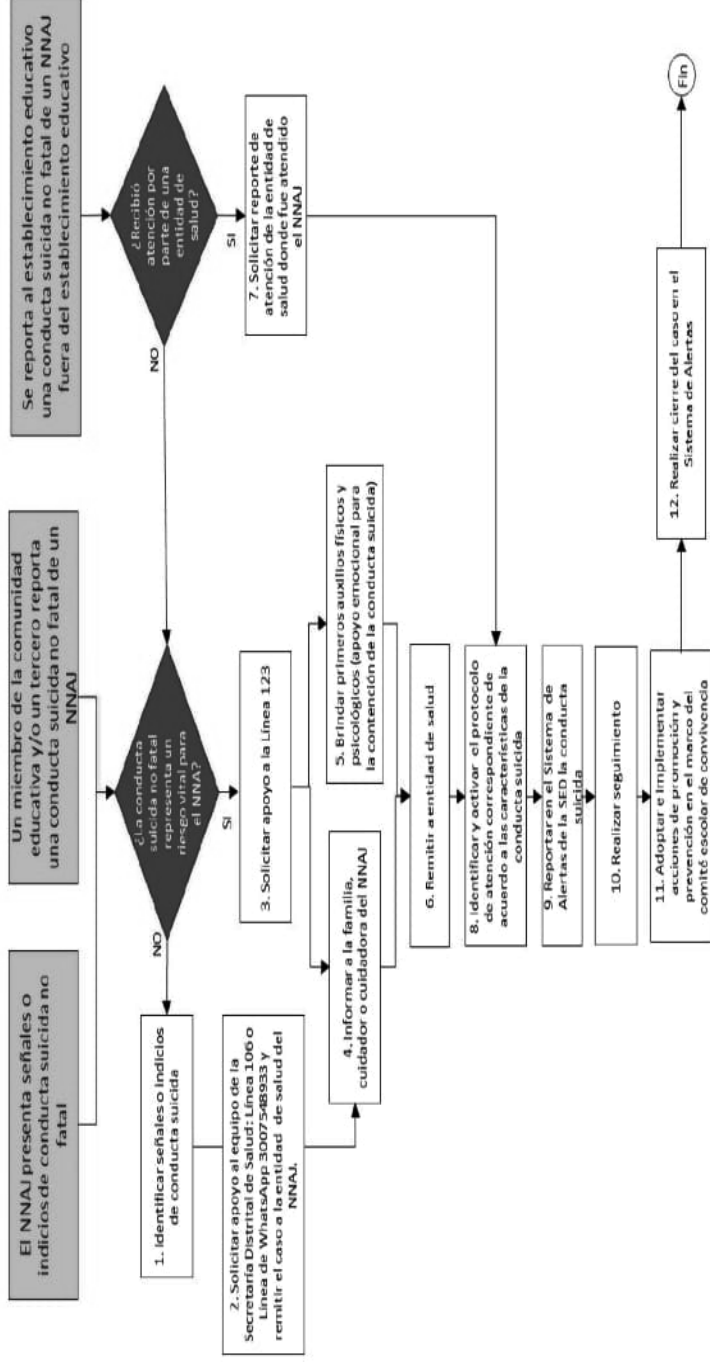 El NNAJ presenta señales o
indicios de conducta suicida no
fatal
Un miembro de la comunidad
educativa y/o un tercero reporta
una conducta suicida no fatal de un
NNAJ
Se reporta al establecimiento educativo
una conducta suicida no fatal de un NNAJ
fuera del establecimiento educativo
¿La conducta
suicida no fatal
representa un
riesgo vital para
el NNA?
¿Recibió
atención por
parte de una
entidad de
salud?
NO
NO
SI
SI
1. Identificar señales o indicios
de conducta suicida
2. Solicitar apoyo al equipo de la
Secretaría Distrital de Salud: Línea 106 o
Línea de WhatsApp 3007548933 y
remitir el caso a la entidad de salud del
NNAJ.
3. Solicitar apoyo a la Línea 123
4. Informar a la familia,
cuidador o cuidadora del NNAJ
5. Brindar primeros auxilios físicos y
psicológicos (apoyo emocional para
la contención de la conducta suicida)
6. Remitir a entidad de salud
7. Solicitar reporte de
atención de la entidad de
salud donde fue atendido
el NNAJ
8. Identificar y activar el protocolo
de atención correspondiente de
acuerdo a las características de la
conducta suicida
9. Reportar en el Sistema de
Alertas de la SED la conducta
suicida
10. Realizar seguimiento
11. Adoptar e implementar
acciones de promoción y
prevención en el marco del
comité escolar de convivencia
12. Realizar cierre del caso en el
Sistema de Alertas
Fin